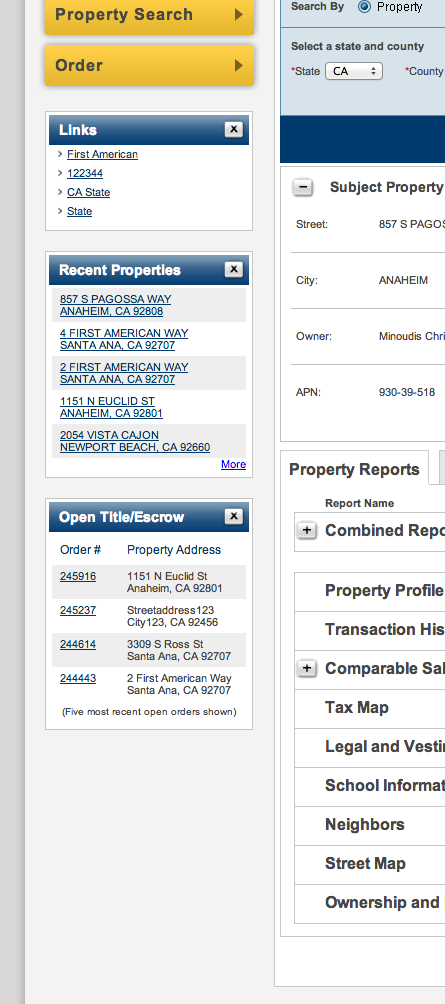 Property Search
Order
Links
First American
122344
CA State
State
Recent Properties
857 S PAGOSSA WAY
ANAHEIM, CA 92808
4 FIRST AMERICAN WAY
SANTA ANA, CA 92707
2 FIRST AMERICAN WAY
SANTA ANA, CA 92707
1151 N EUCLID ST
ANAHEIM, CA 92801
2054 VISTA CAJON
NEWPORT BEACH, CA 92660
More
Open Title/Escrow
Order # Property Address
245916 1151 N Euclid St
Anaheim, CA 92801
245237 Streetaddress123
City123, CA 92456
244614 3309 S Ross St
Santa Ana, CA 92707
244443 2 First American Way
Santa Ana, CA 92707
(Five most recent open orders shown)
Search By Property
Select a state and county
*State CA *County
Subject Property
Street: 857 S PAGOS
City: ANAHEIM
Owner: Minoudis Chri
APN: 930-39-518
Property Reports
Report Name
Combined Repo
Property Profile
Transaction His
Comparable Sal
Tax Map
Legal and Vesti
School Informat
Neighbors
Street Map
Ownership and